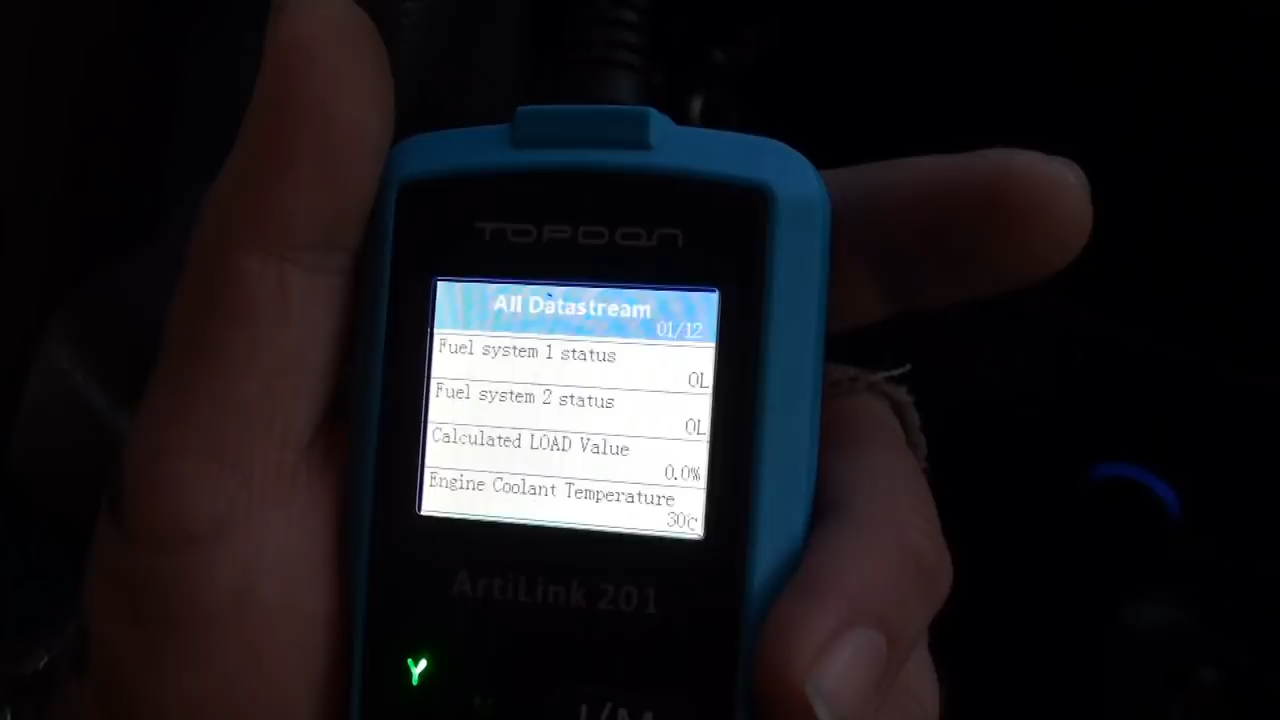 TOPDON
All Datastream
01/12
Fuel system 1 status
OL
Fuel system 2 status
OL
Calculated LOAD Value
0.0%
Engine Coolant Temperature
30℃
ArtiLink 201
Y
I/M